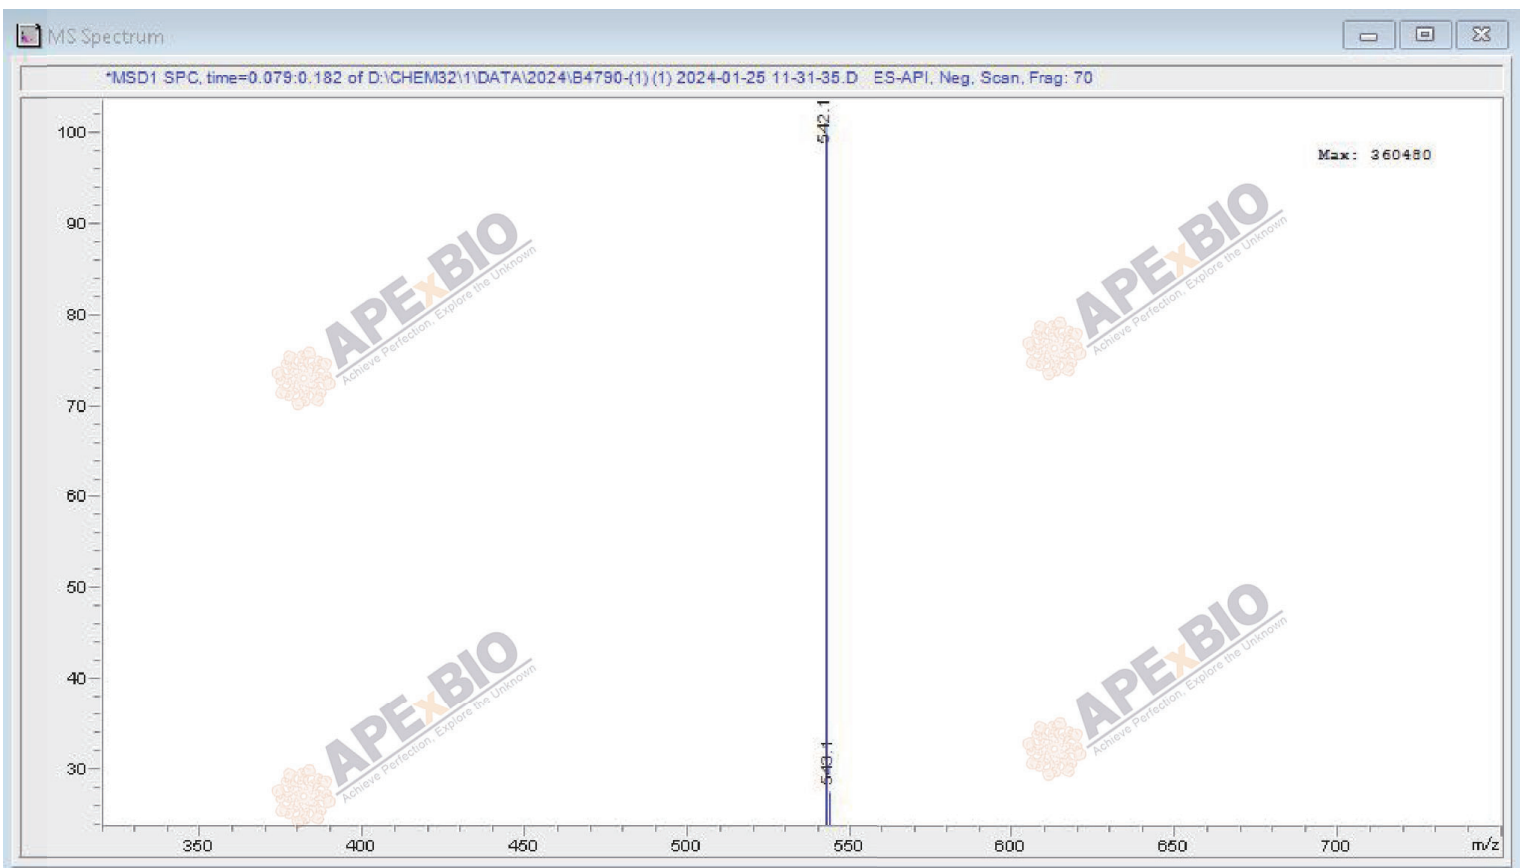 MS Spectrum
*MSD1 SPC, time=0.079:0.182 of D:\CHEM32\1\DATA\2024\B4790-(1) (1) 2024-01-25 11-31-35.D ES-API, Neg, Scan, Frag: 70
542.1
100
Max: 360480
90
APExBIO
Achieve Perfection, Explore the Unknown
APExBIO
Achieve Perfection, Explore the Unknown
80
70
60
50
40
APExBIO
Achieve Perfection, Explore the Unknown
APExBIO
Achieve Perfection, Explore the Unknown
543.1
30
350 400 450 500 550 600 650 700 m/z